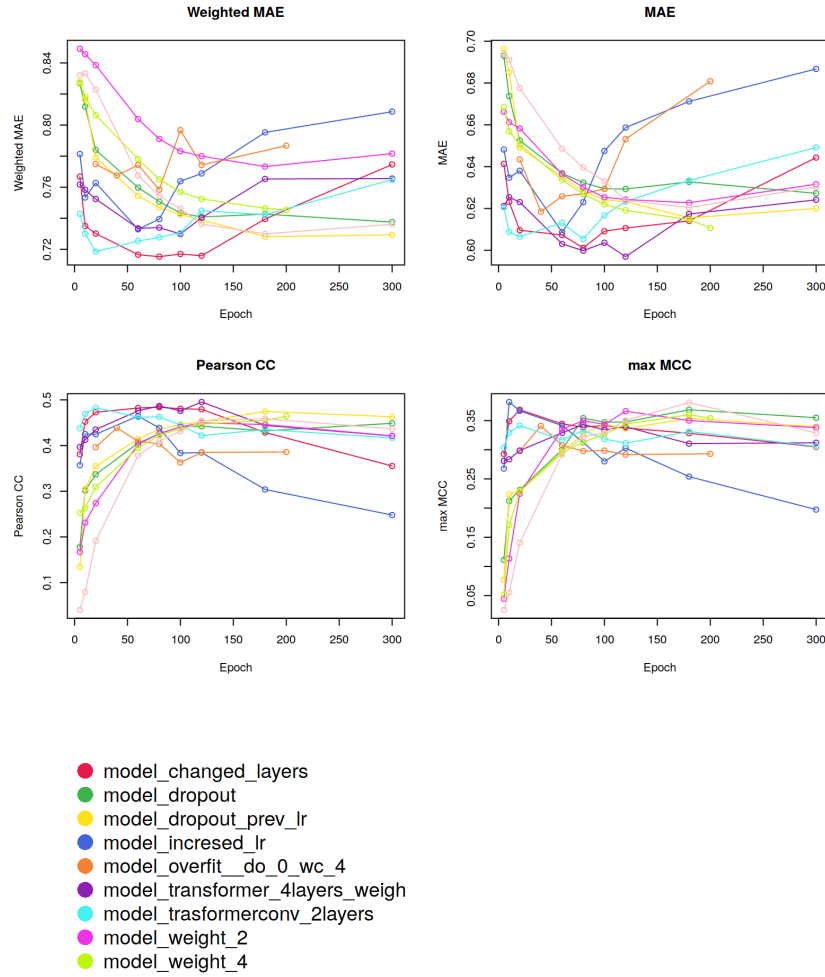 Weighted MAE
MAE
Weighted MAE
0.84
0.80
0.76
0.72
0 50 100 150 200 250 300
Epoch
MAE
0.70
0.68
0.66
0.64
0.62
0.60
0 50 100 150 200 250 300
Epoch
Pearson CC
max MCC
Pearson CC
0.5
0.4
0.3
0.2
0.1
0 50 100 150 200 250 300
Epoch
max MCC
0.35
0.25
0.15
0.05
0 50 100 150 200 250 300
Epoch
model_changed_layers
model_dropout
model_dropout_prev_lr
model_incresed_lr
model_overfit__do_0_wc_4
model_transformer_4layers_weigh
model_trasformerconv_2layers
model_weight_2
model_weight_4